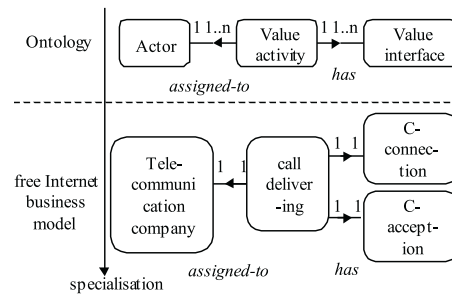 Ontology
Actor
1 1..n
Value
activity
1 1..n
Value
interface
assigned-to
has
free Internet
business
model
Tele-
communi
cation
company
1 1
call
deliver
-ing
1 1
C-
connec-
tion
1 1
C-
accept-
ion
assigned-to
has
specialisation